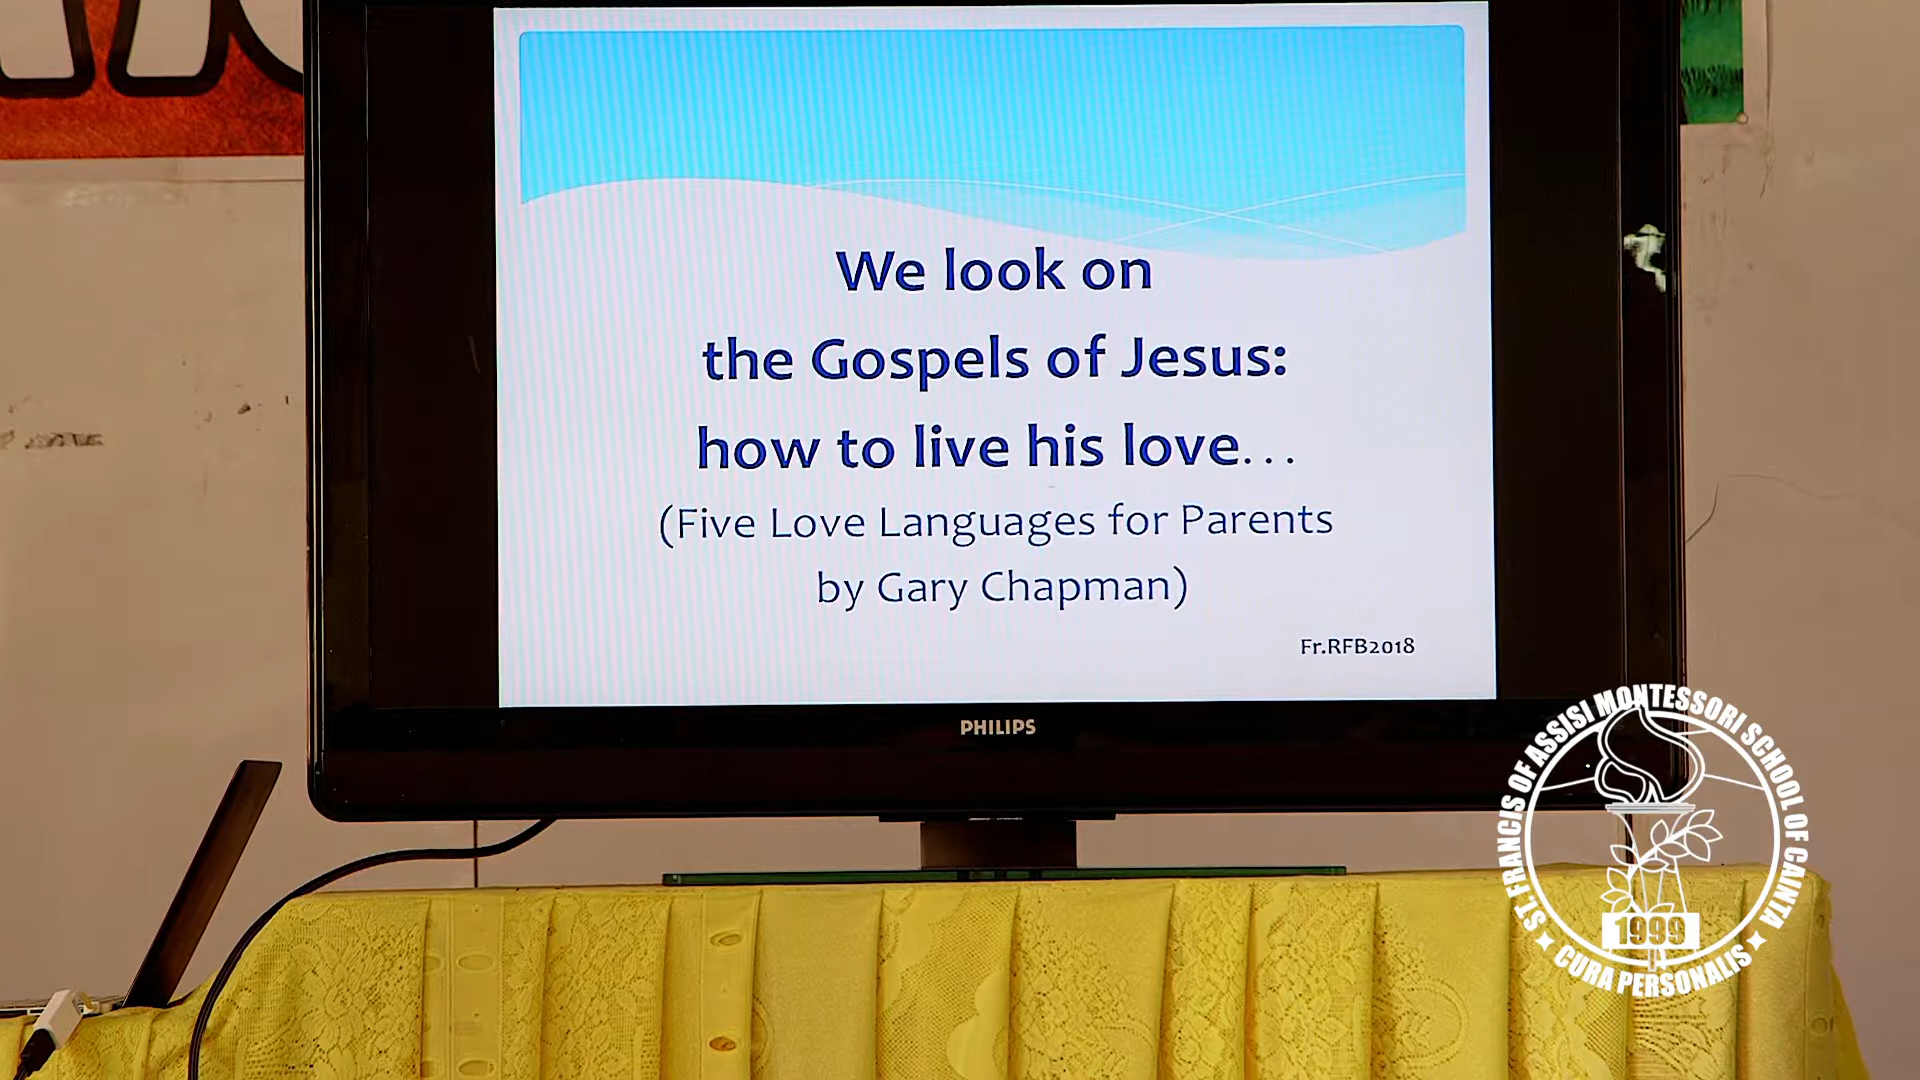 We look on
the Gospels of Jesus:
how to live his love...
(Five Love Languages for Parents
by Gary Chapman)
Fr.RFB2018
PHILIPS
ST. FRANCIS OF ASSISI MONTESSORI SCHOOL OF CAINTA
1999
CURA PERSONALIS